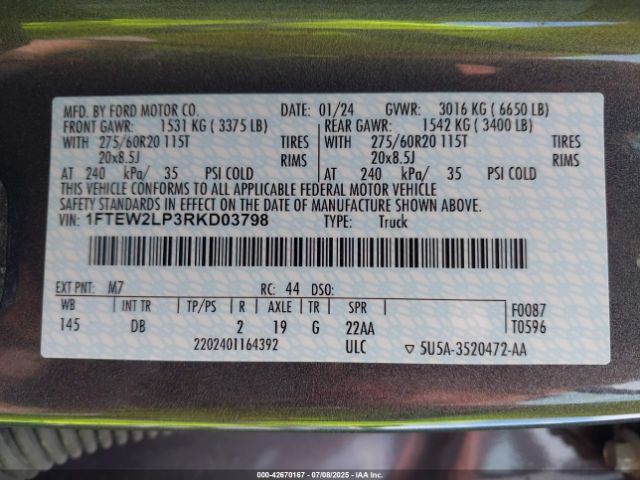 MFD. BY FORD MOTOR CO. DATE: 01/24 GVWR: 3016 KG ( 6650 LB)
FRONT GAWR: 1531 KG ( 3375 LB) REAR GAWR: 1542 KG ( 3400 LB)
WITH 275/60R20 115T TIRES WITH 275/60R20 115T TIRES
20x8.5J RIMS 20x8.5J RIMS
AT 240 kPa/ 35 PSI COLD AT 240 kPa/ 35 PSI COLD
THIS VEHICLE CONFORMS TO ALL APPLICABLE FEDERAL MOTOR VEHICLE
SAFETY STANDARDS IN EFFECT ON THE DATE OF MANUFACTURE SHOWN ABOVE.
VIN: 1FTEW2LP3RKD03798 TYPE: Truck
EXT PNT: M7 RC: 44 DSO:
WB INT TR TP/PS R AXLE TR SPR F0087
145 DB 2 19 G 22AA T0596
2202401164392 ULC ▽ 5U5A-3520472-AA
000-42670167 | 07/08/2025 | IAA, Inc.